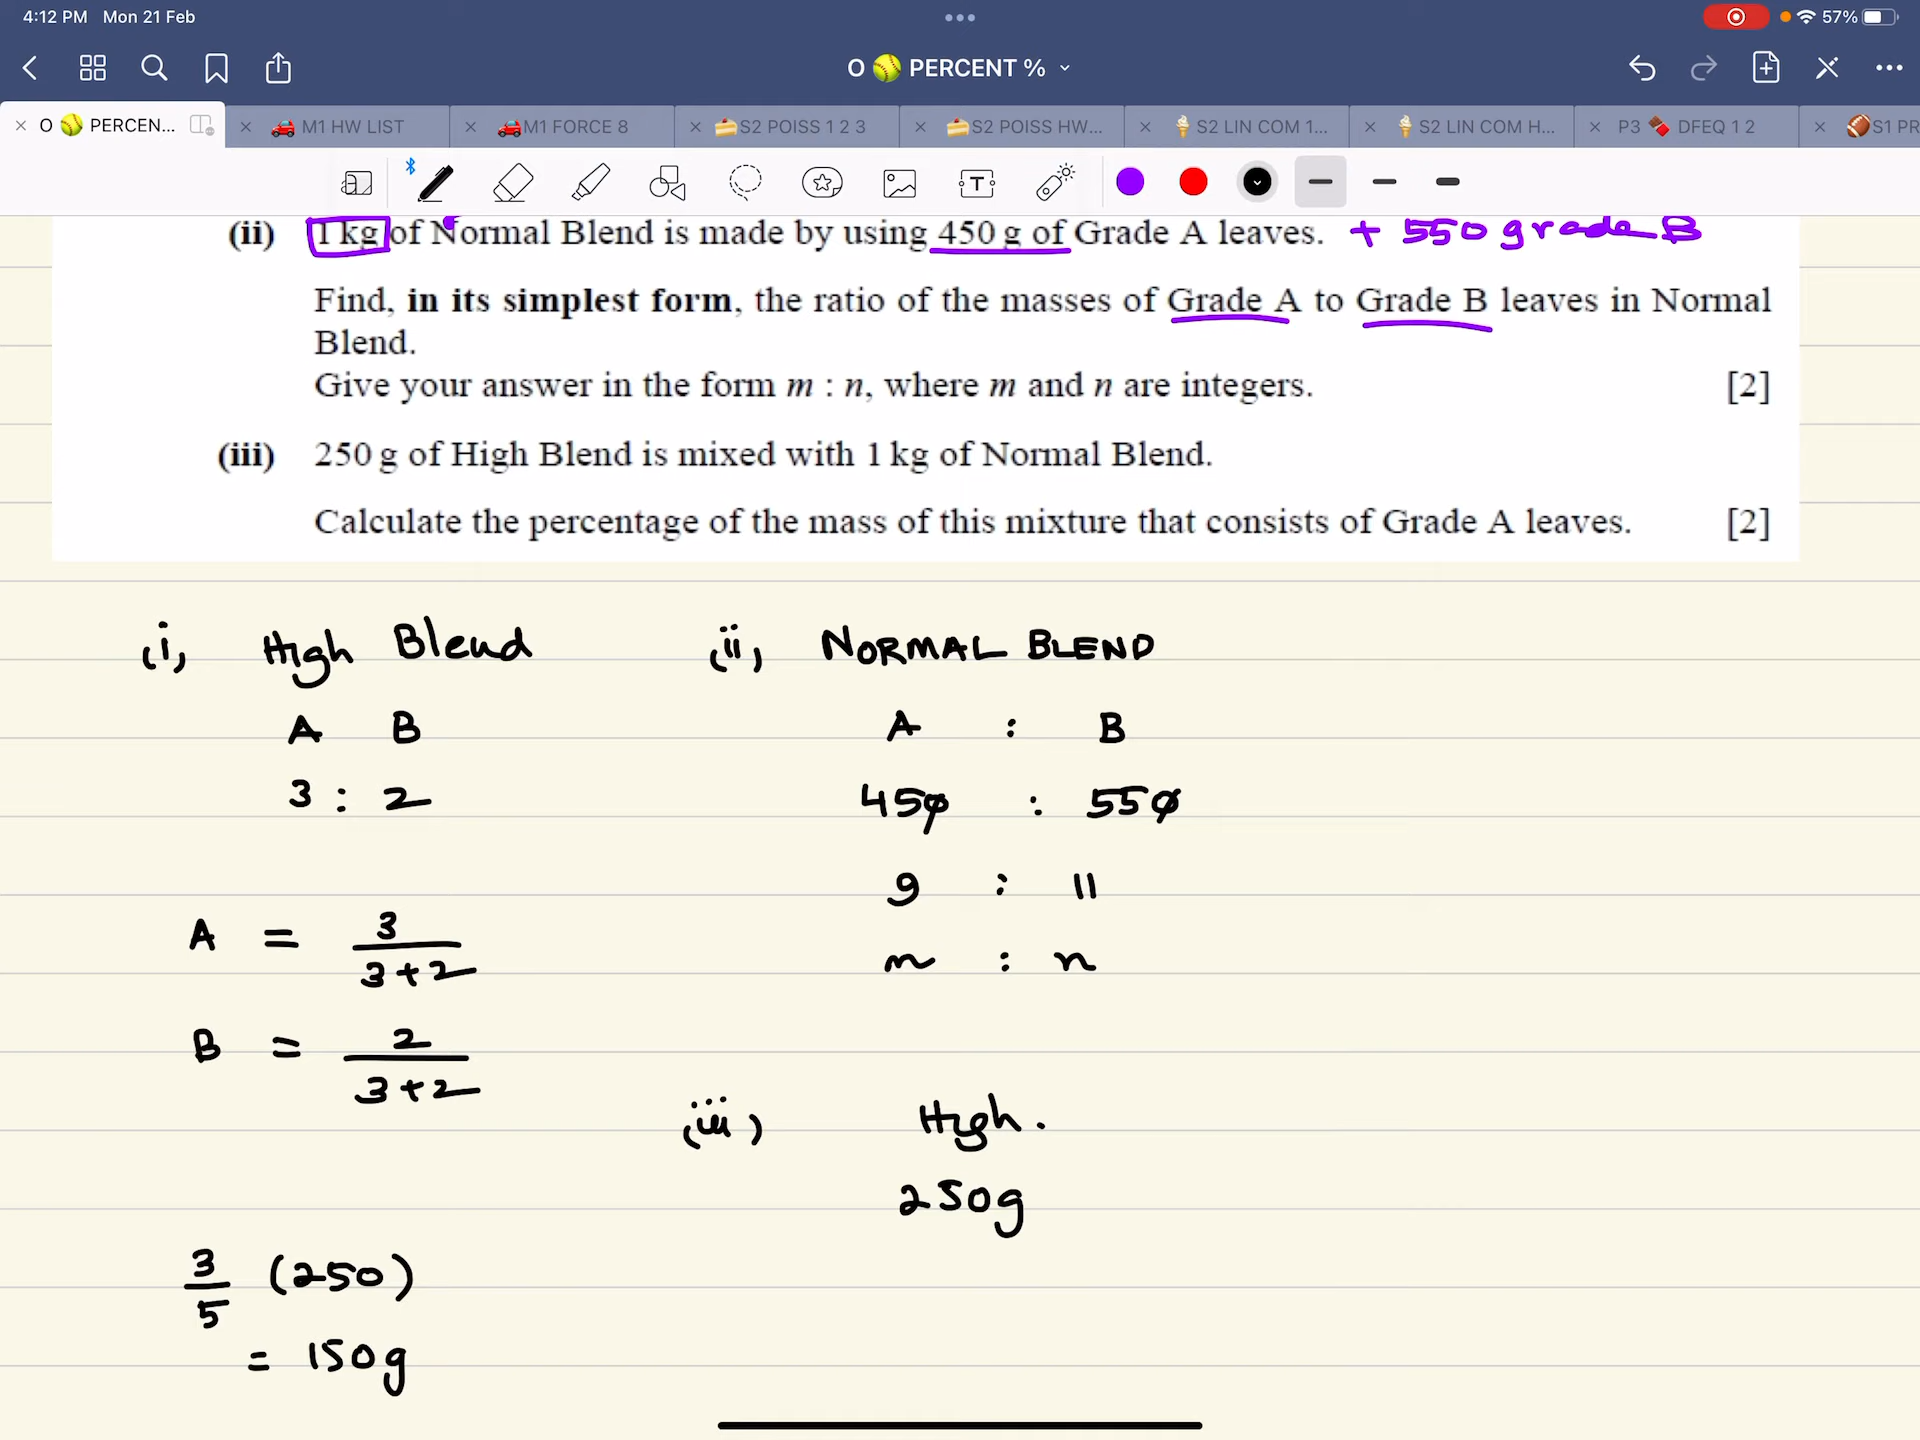 4:12 PM Mon 21 Feb
57%
O 🥎 PERCENT %
O 🥎 PERCEN...
🚗 M1 HW LIST
🚗M1 FORCE 8
🍰S2 POISS 1 2 3
🍰S2 POISS HW...
🍦S2 LIN COM 1...
🍦S2 LIN COM H...
P3 🍫 DFEQ 1 2
🏈S1 PR
(ii) 1 kg of Normal Blend is made by using 450 g of Grade A leaves. + 550 grade B
Find, in its simplest form, the ratio of the masses of Grade A to Grade B leaves in Normal
Blend.
Give your answer in the form m : n, where m and n are integers. [2]
(iii) 250 g of High Blend is mixed with 1 kg of Normal Blend.
Calculate the percentage of the mass of this mixture that consists of Grade A leaves. [2]
(i) High Blend
A B
3 : 2
A = 3/(3+2)
B = 2/(3+2)
3/5 (250)
= 150g
(ii) NORMAL BLEND
A : B
450 : 550
9 : 11
m : n
(iii) High.
250g